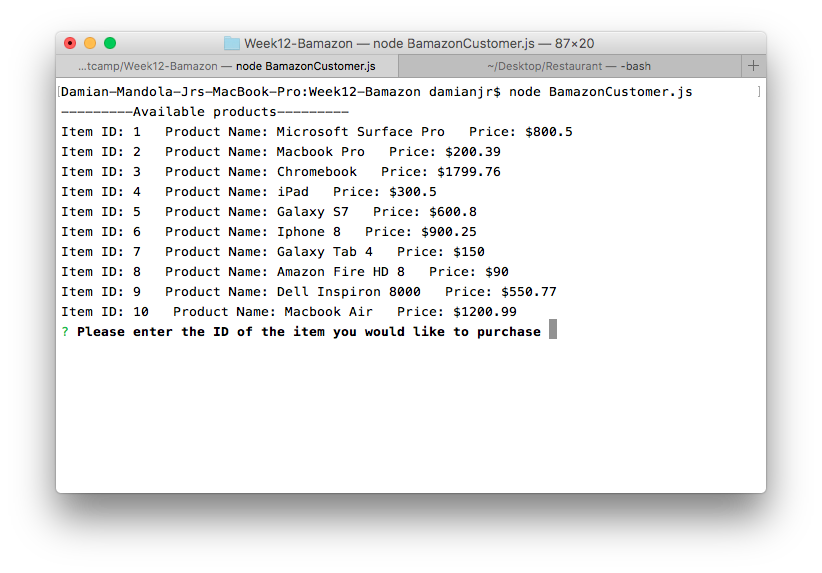 Week12-Bamazon — node BamazonCustomer.js — 87×20
...tcamp/Week12-Bamazon — node BamazonCustomer.js
~/Desktop/Restaurant — -bash
+
[Damian-Mandola-Jrs-MacBook-Pro:Week12-Bamazon damianjr$ node BamazonCustomer.js ]
---------Available products---------
Item ID: 1   Product Name: Microsoft Surface Pro   Price: $800.5
Item ID: 2   Product Name: Macbook Pro   Price: $200.39
Item ID: 3   Product Name: Chromebook   Price: $1799.76
Item ID: 4   Product Name: iPad   Price: $300.5
Item ID: 5   Product Name: Galaxy S7   Price: $600.8
Item ID: 6   Product Name: Iphone 8   Price: $900.25
Item ID: 7   Product Name: Galaxy Tab 4   Price: $150
Item ID: 8   Product Name: Amazon Fire HD 8   Price: $90
Item ID: 9   Product Name: Dell Inspiron 8000   Price: $550.77
Item ID: 10   Product Name: Macbook Air   Price: $1200.99
? Please enter the ID of the item you would like to purchase